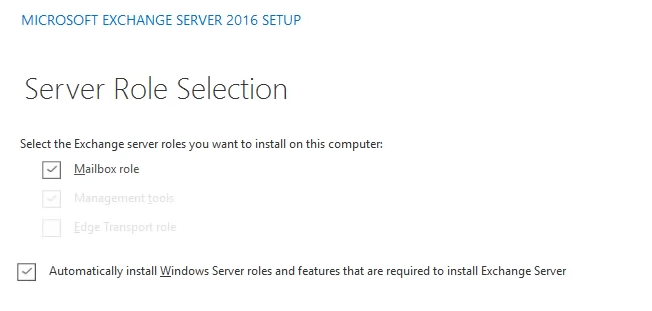 MICROSOFT EXCHANGE SERVER 2016 SETUP
Server Role Selection
Select the Exchange server roles you want to install on this computer:
Mailbox role
Management tools
Edge Transport role
Automatically install Windows Server roles and features that are required to install Exchange Server